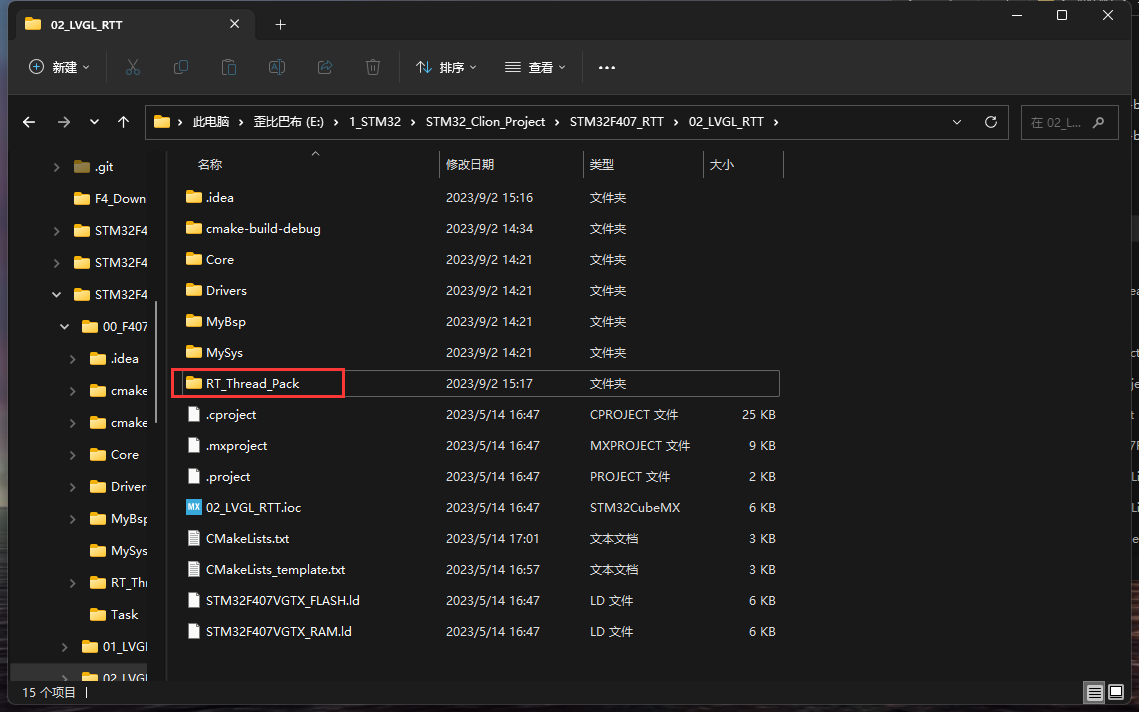 02_LVGL_RTT
新建
排序
查看
此电脑 歪比巴布 (E:) 1_STM32 STM32_Clion_Project STM32F407_RTT 02_LVGL_RTT
在 02_L...
.git
F4_Down
STM32F4
STM32F4
STM32F4
00_F407
.idea
cmake
cmake
Core
Driver
MyBsp
MySys
RT_Thr
Task
01_LVGL
02_LVGL
名称 修改日期 类型 大小
.idea 2023/9/2 15:16 文件夹
cmake-build-debug 2023/9/2 14:34 文件夹
Core 2023/9/2 14:21 文件夹
Drivers 2023/9/2 14:21 文件夹
MyBsp 2023/9/2 14:21 文件夹
MySys 2023/9/2 14:21 文件夹
RT_Thread_Pack 2023/9/2 15:17 文件夹
.cproject 2023/5/14 16:47 CPROJECT 文件 25 KB
.mxproject 2023/5/14 16:47 MXPROJECT 文件 9 KB
.project 2023/5/14 16:47 PROJECT 文件 2 KB
MX 02_LVGL_RTT.ioc 2023/5/14 16:47 STM32CubeMX 6 KB
CMakeLists.txt 2023/5/14 17:01 文本文档 3 KB
CMakeLists_template.txt 2023/5/14 16:57 文本文档 3 KB
STM32F407VGTX_FLASH.ld 2023/5/14 16:47 LD 文件 6 KB
STM32F407VGTX_RAM.ld 2023/5/14 16:47 LD 文件 6 KB
15 个项目